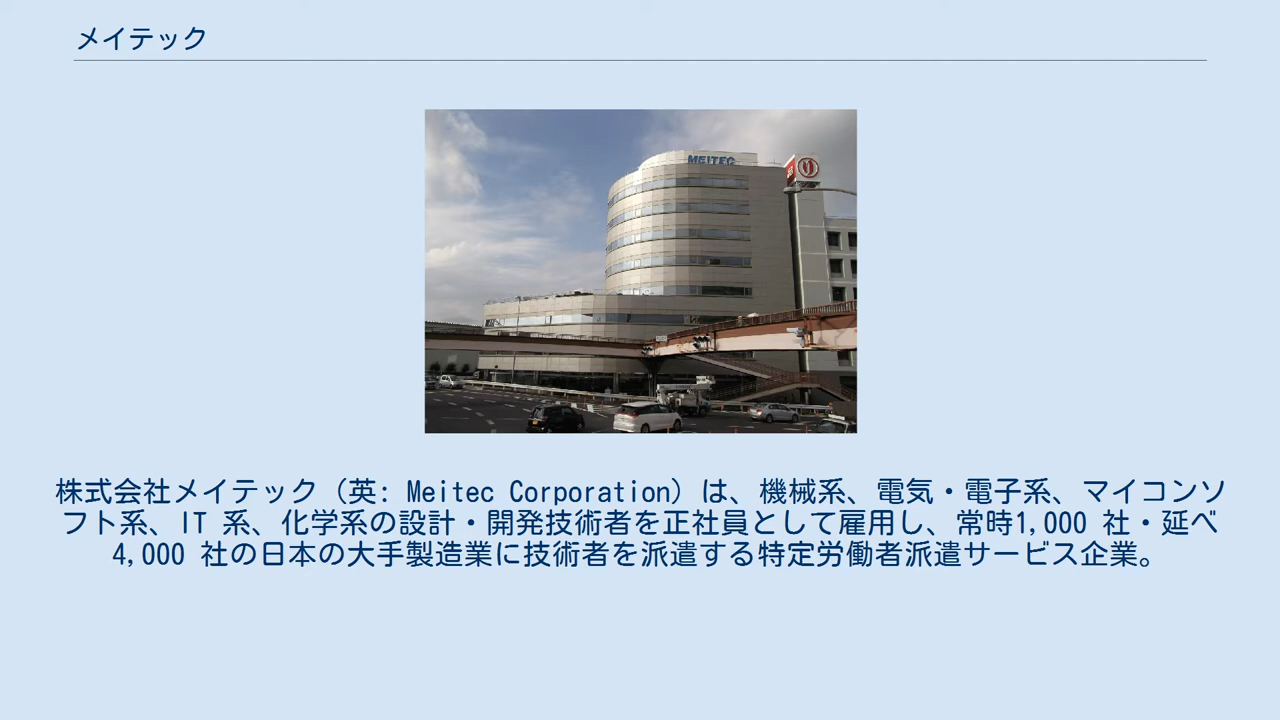 メイテック
MEITEC
株式会社メイテック（英: Meitec Corporation）は、機械系、電気・電子系、マイコンソ
フト系、IT 系、化学系の設計・開発技術者を正社員として雇用し、常時1,000 社・延べ
4,000 社の日本の大手製造業に技術者を派遣する特定労働者派遣サービス企業。